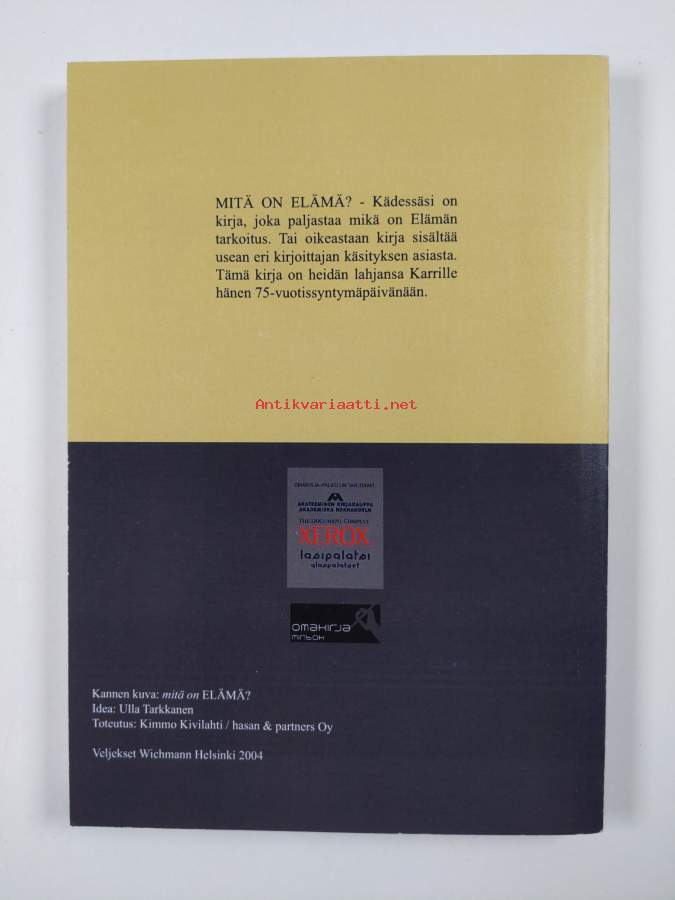 MITÄ ON ELÄMÄ? - Kädessäsi on
kirja, joka paljastaa mikä on Elämän
tarkoitus. Tai oikeastaan kirja sisältää
usean eri kirjoittajan käsityksen asiasta.
Tämä kirja on heidän lahjansa Karrille
hänen 75-vuotissyntymäpäivänään.
Antikvariaatti.net
AKATEEMINEN KIRJAKAUPPA
AKADEMISKA BOKHANDELN
THE DOCUMENT COMPANY
XEROX
lasipalatsi
glaspalatset
omakirja
minbok
Kannen kuva: mitä on ELÄMÄ?
Idea: Ulla Tarkkanen
Toteutus: Kimmo Kivilahti / hasan & partners Oy
Veljekset Wichmann Helsinki 2004